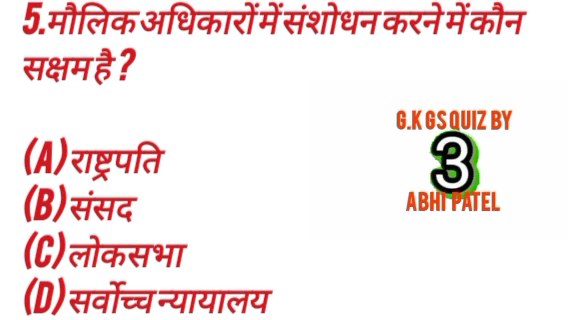 5.मौलिक अधिकारों में संशोधन करने में कौन
सक्षम है ?
(A) राष्ट्रपति
(B) संसद
(C) लोकसभा
(D) सर्वोच्च न्यायालय
G.K GS QUIZ BY
3
ABHI PATEL